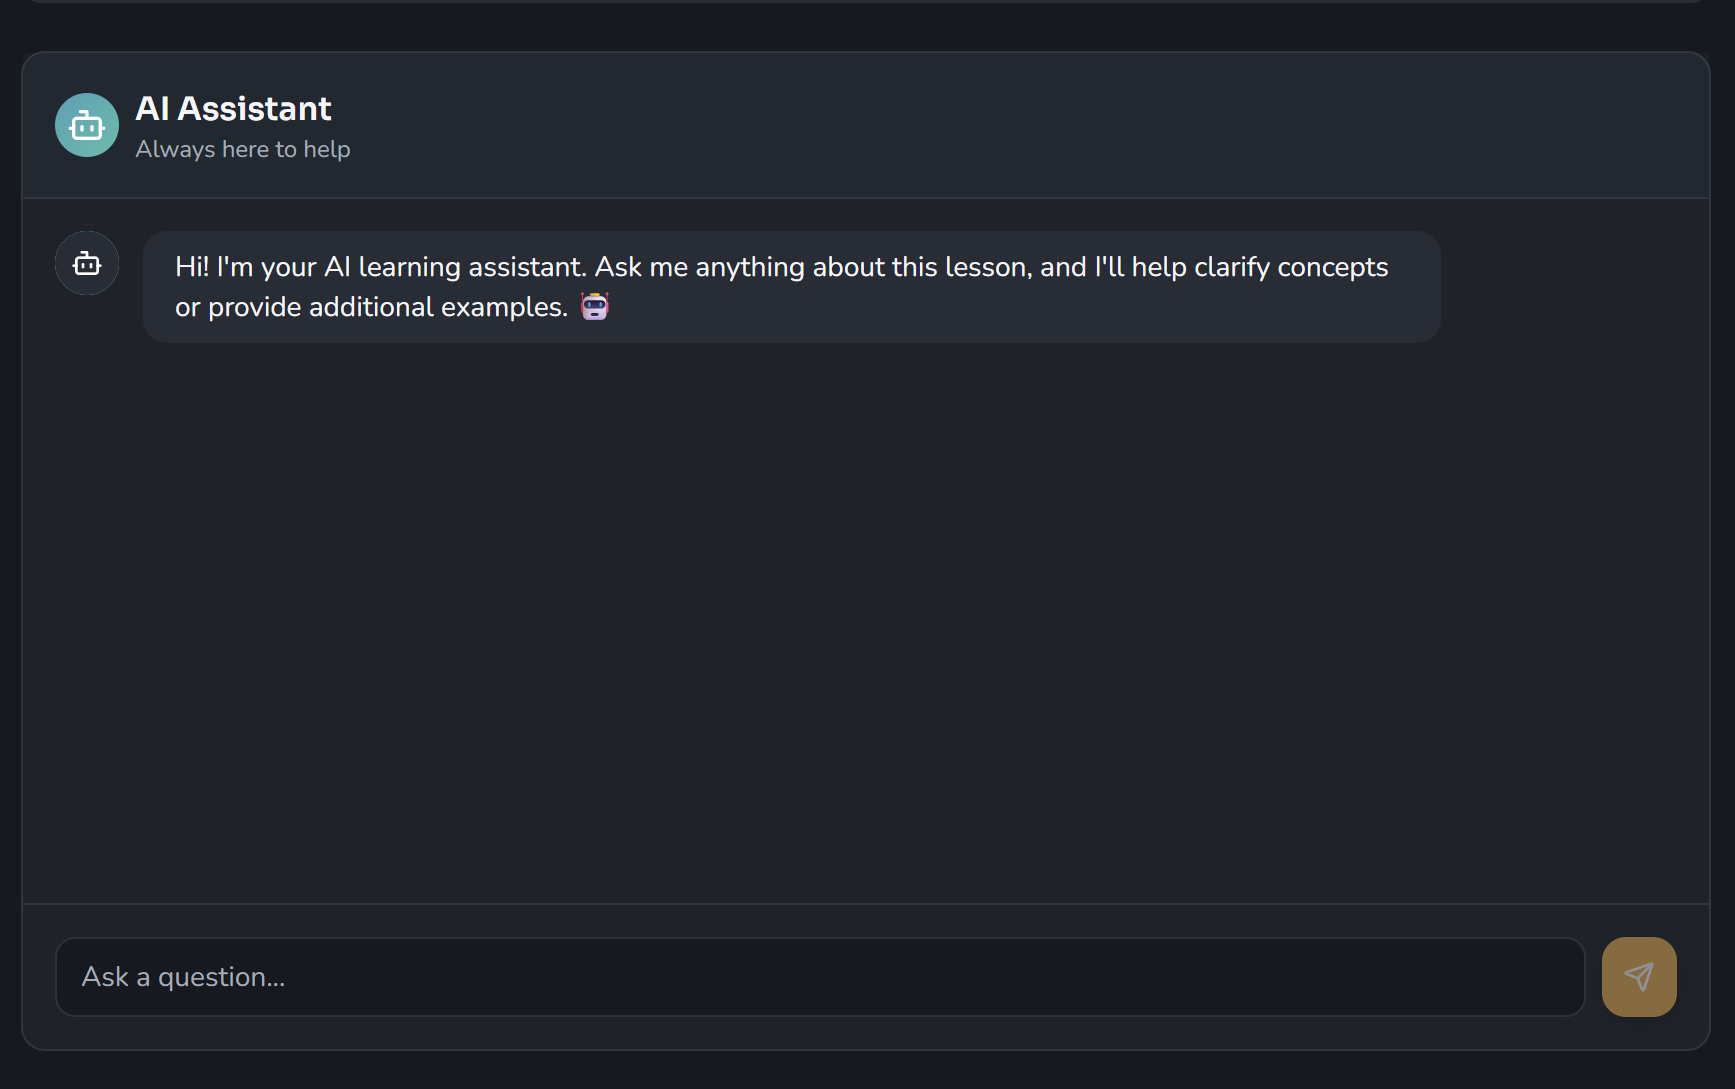 AI Assistant
Always here to help
Hi! I'm your AI learning assistant. Ask me anything about this lesson, and I'll help clarify concepts
or provide additional examples. 🤖
Ask a question...